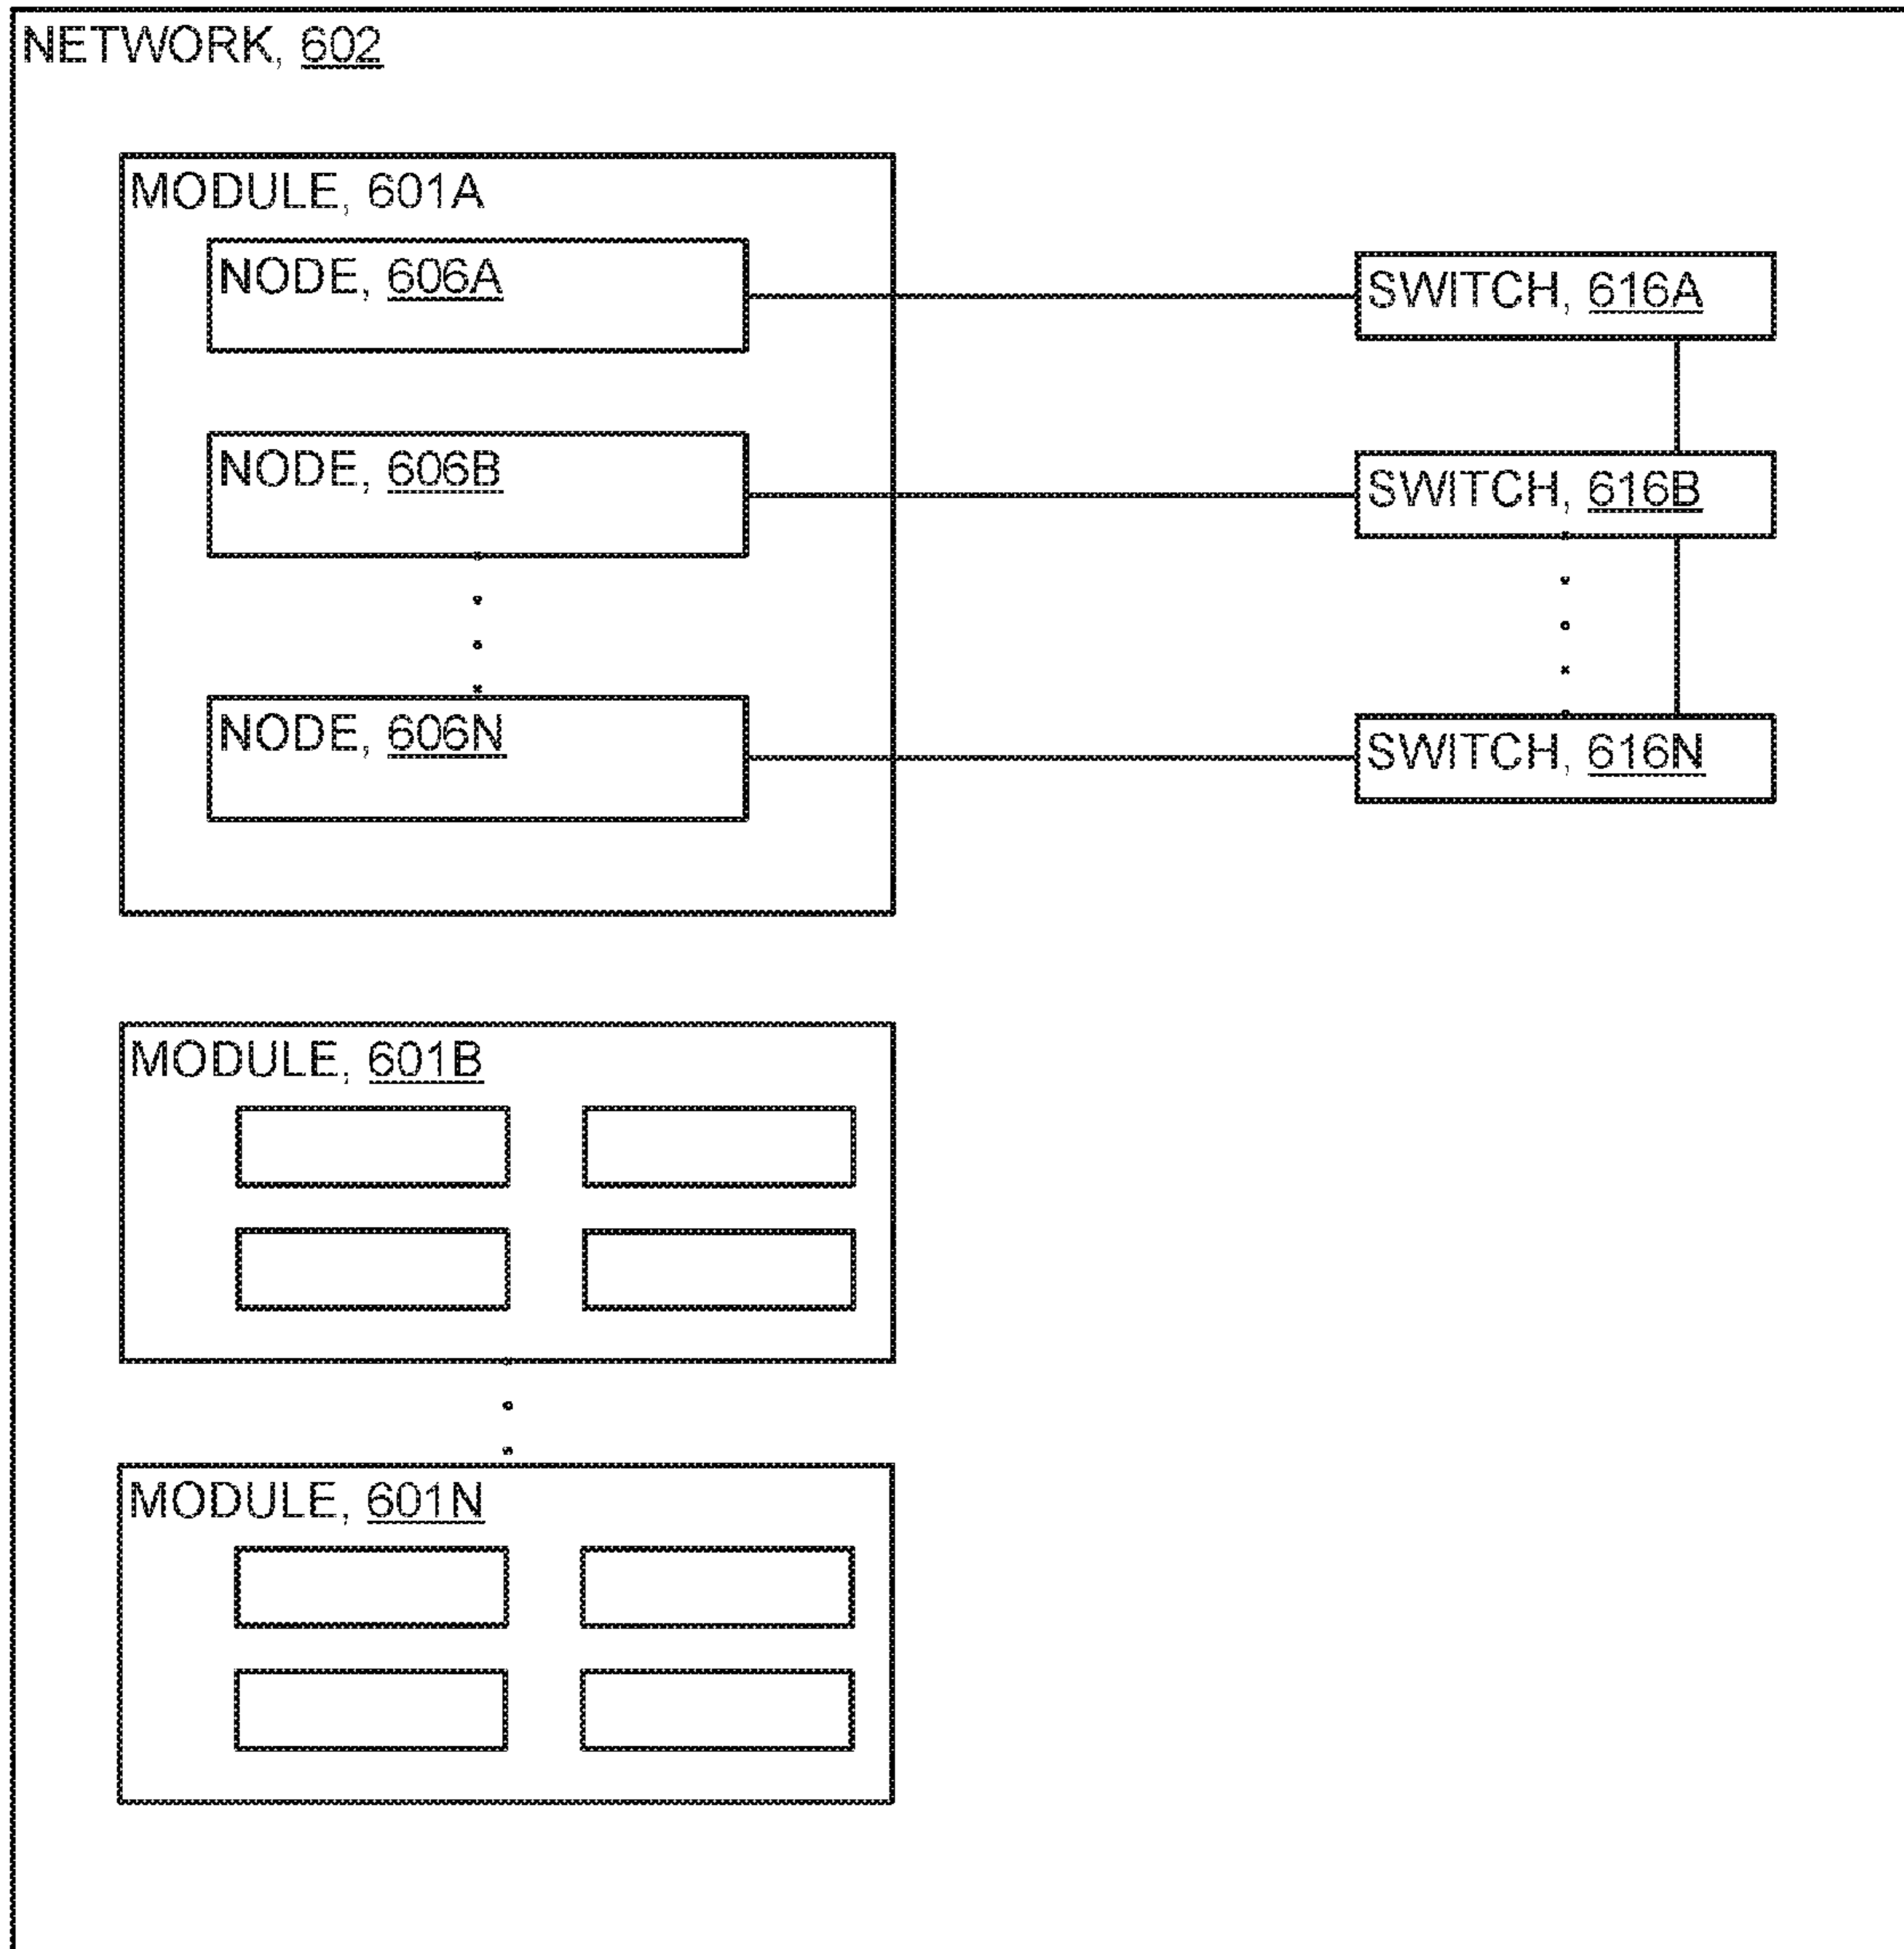 NETWORK, 602
MODULE, 601A
NODE, 606A
SWITCH, 616A
NODE, 606B
SWITCH, 616B
NODE, 606N
SWITCH, 616N
MODULE, 601B
MODULE, 601N